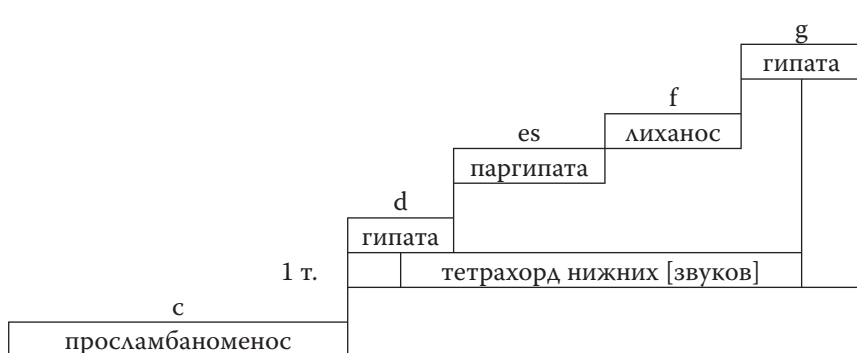 g
гипата
f
лиханос
es
паргипата
d
гипата
1 т.
тетрахорд нижних [звуков]
c
просламбаноменос